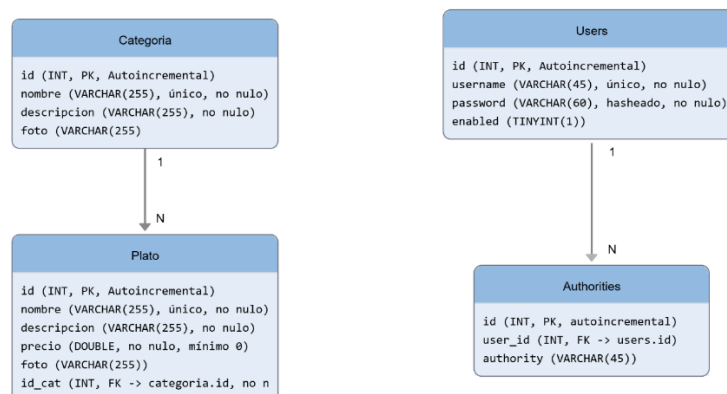 Categoria
id (INT, PK, Autoincremental)
nombre (VARCHAR(255), único, no nulo)
descripcion (VARCHAR(255), no nulo)
foto (VARCHAR(255)
1
N
Plato
id (INT, PK, Autoincremental)
nombre (VARCHAR(255), único, no nulo)
descripcion (VARCHAR(255), no nulo)
precio (DOUBLE, no nulo, mínimo 0)
foto (VARCHAR(255))
id_cat (INT, FK -> categoria.id, no n
Users
id (INT, PK, Autoincremental)
username (VARCHAR(45), único, no nulo)
password (VARCHAR(60), hasheado, no nulo)
enabled (TINYINT(1))
1
N
Authorities
id (INT, PK, autoincremental)
user_id (INT, FK -> users.id)
authority (VARCHAR(45))